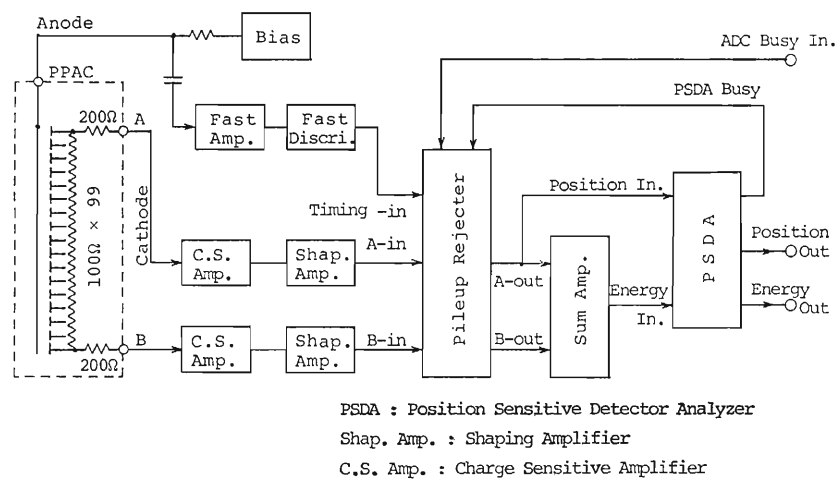 Anode
Bias
ADC Busy In.
PPAC
PSDA Busy
200Ω
A
Fast
Amp.
Fast
Discri.
100Ω × 99
Cathode
Timing -in
Pileup Rejecter
Position In.
PSDA
Position
Out
C.S.
Amp.
Shap.
Amp.
A-in
A-out
Sum Amp.
Energy
In.
Energy
Out
B
C.S.
Amp.
Shap.
Amp.
B-in
B-out
200Ω
PSDA : Position Sensitive Detector Analyzer
Shap. Amp. : Shaping Amplifier
C.S. Amp. : Charge Sensitive Amplifier